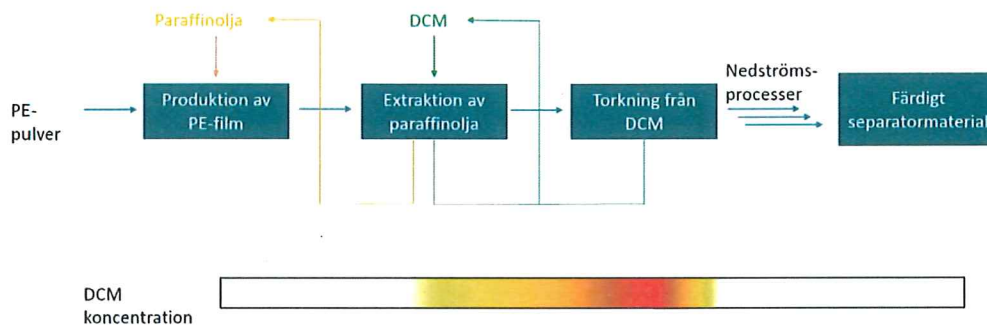 Paraffinolja
DCM
PE-
pulver
Produktion av
PE-film
Extraktion av
paraffinolja
Torkning från
DCM
Nedströms-
processer
Färdigt
separatormaterial
DCM
koncentration